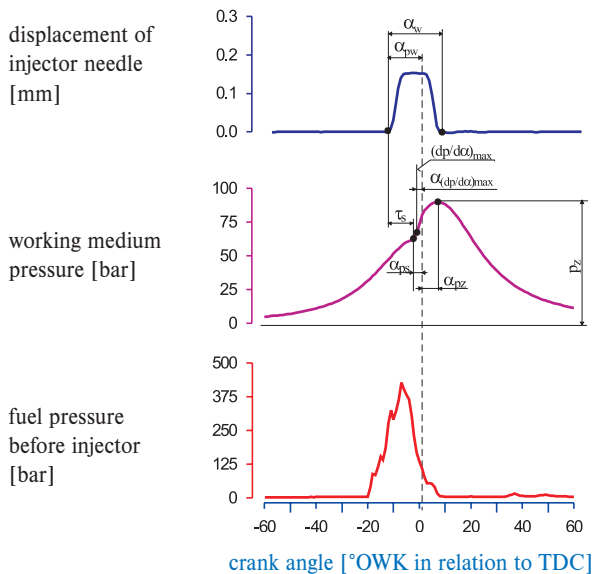 displacement of
injector needle
[mm]
0.3
0.2
0.1
0.0
α_w
α_pw
(dp/dα)_max
α_(dp/dα)max
working medium
pressure [bar]
100
75
50
25
0
τ_s
α_ps
α_pz
p_z
fuel pressure
before injector
[bar]
500
375
250
125
0
-60 -40 -20 0 20 40 60
crank angle [°OWK in relation to TDC]